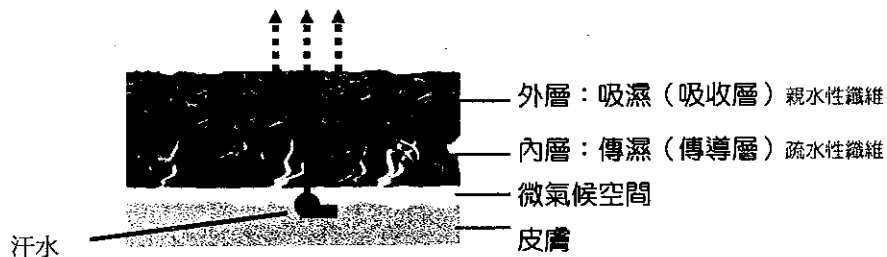 外層：吸濕（吸收層）親水性纖維
內層：傳濕（傳導層）疏水性纖維
微氣候空間
皮膚
汗水